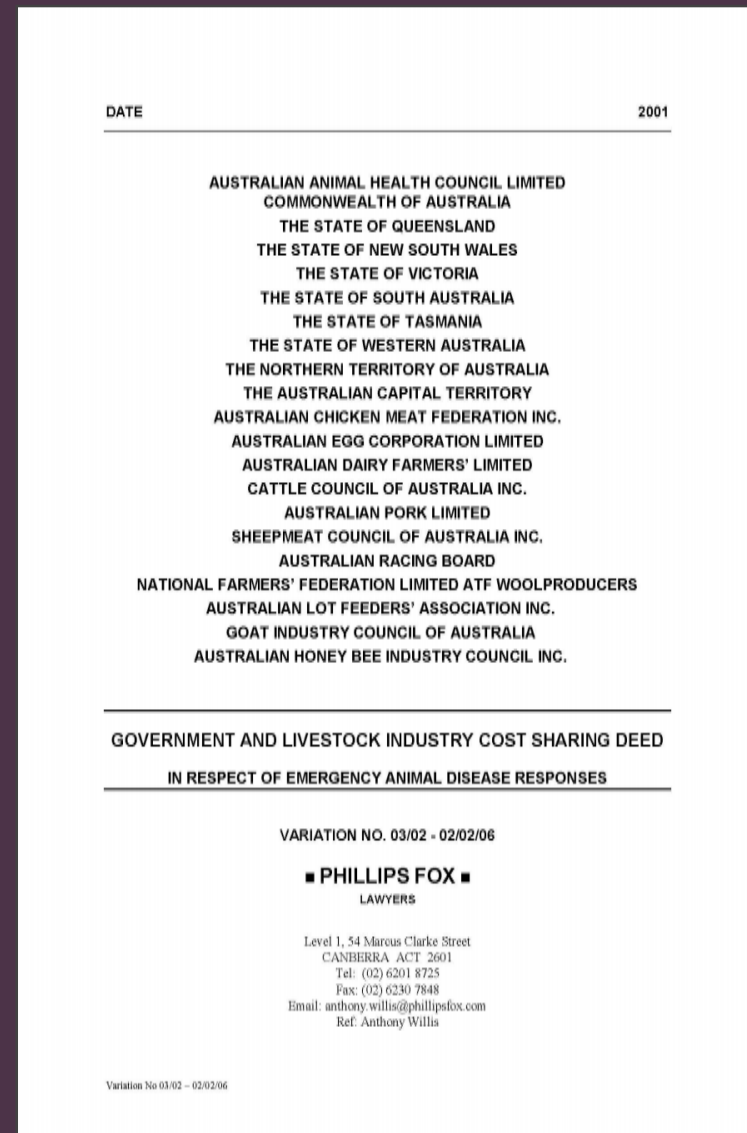 DATE 2001
AUSTRALIAN ANIMAL HEALTH COUNCIL LIMITED
COMMONWEALTH OF AUSTRALIA
THE STATE OF QUEENSLAND
THE STATE OF NEW SOUTH WALES
THE STATE OF VICTORIA
THE STATE OF SOUTH AUSTRALIA
THE STATE OF TASMANIA
THE STATE OF WESTERN AUSTRALIA
THE NORTHERN TERRITORY OF AUSTRALIA
THE AUSTRALIAN CAPITAL TERRITORY
AUSTRALIAN CHICKEN MEAT FEDERATION INC.
AUSTRALIAN EGG CORPORATION LIMITED
AUSTRALIAN DAIRY FARMERS' LIMITED
CATTLE COUNCIL OF AUSTRALIA INC.
AUSTRALIAN PORK LIMITED
SHEEPMEAT COUNCIL OF AUSTRALIA INC.
AUSTRALIAN RACING BOARD
NATIONAL FARMERS' FEDERATION LIMITED ATF WOOLPRODUCERS
AUSTRALIAN LOT FEEDERS' ASSOCIATION INC.
GOAT INDUSTRY COUNCIL OF AUSTRALIA
AUSTRALIAN HONEY BEE INDUSTRY COUNCIL INC.
GOVERNMENT AND LIVESTOCK INDUSTRY COST SHARING DEED
IN RESPECT OF EMERGENCY ANIMAL DISEASE RESPONSES
VARIATION NO. 03/02 - 02/02/06
■ PHILLIPS FOX ■
LAWYERS
Level 1, 54 Marcus Clarke Street
CANBERRA ACT 2601
Tel: (02) 6201 8725
Fax: (02) 6230 7848
Email: anthony.willis@phillipsfox.com
Ref: Anthony Willis
Variation No 03/02 – 02/02/06